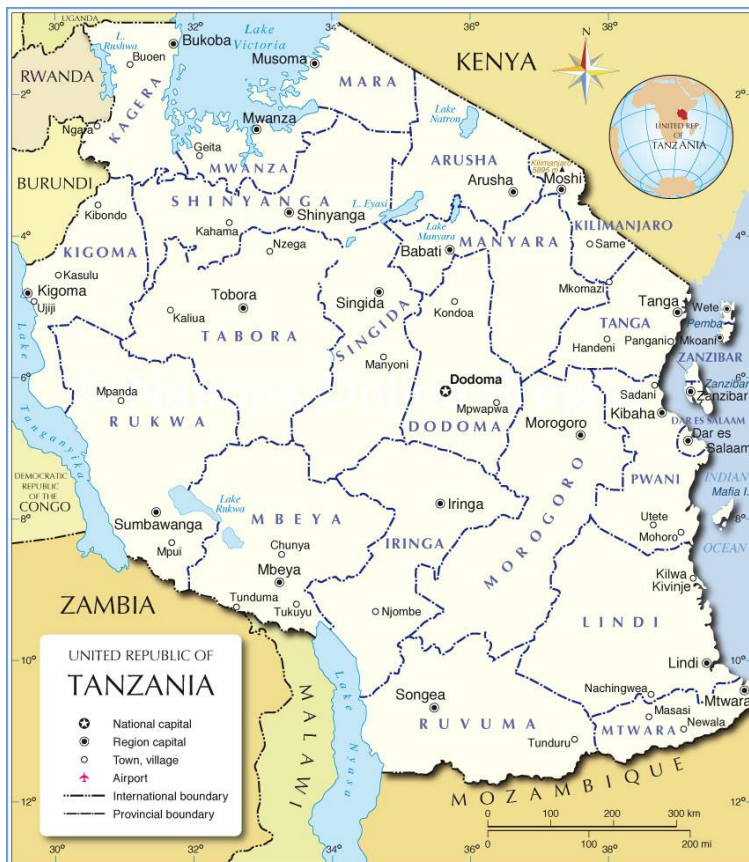 30°
32°
34°
36°
38°
UGANDA
L.
Rushwa
Buoen
Bukoba
Lake
Victoria
Musoma
KENYA
N
RWANDA
2°
2°
KAGERA
MARA
Lake
Natron
UNITED REP.
OF
TANZANIA
Ngara
Mwanza
Geita
MWANZA
ARUSHA
Kilimanjaro
5895 m
Moshi
Arusha
BURUNDI
SHINYANGA
Shinyanga
L. Eyasi
Kibondo
Kahama
Lake
Manyara
KILIMANJARO
4°
4°
KIGOMA
Nzega
Babati
MANYARA
Same
Kasulu
Kigoma
Ujiji
Tobora
Kaliua
TABORA
Singida
SINGIDA
Kondoa
Mkomazi
Tanga
TANGA
Wete
Pemba
Handeni
Pangani
Mkoani
Manyoni
ZANZIBAR
6°
6°
Mpanda
RUKWA
Dodoma
Mpwapwa
DODOMA
Sadani
Zanzibar
Zanzibar
Kibaha
DAR ES SALAAM
Dar es
Salaam
Morogoro
MOROGORO
Lake
Tanganyika
DEMOCRATIC
REPUBLIC
OF THE
CONGO
PWANI
INDIAN
Mafia I.
OCEAN
Lake
Rukwa
Iringa
8°
8°
Sumbawanga
Mpui
MBEYA
IRINGA
Utete
Mohoro
Chunya
Mbeya
Kilwa
Kivinje
ZAMBIA
Tunduma
Tukuyu
Njombe
LINDI
10°
10°
Lindi
UNITED REPUBLIC OF
TANZANIA
National capital
Region capital
Town, village
Airport
International boundary
Provincial boundary
MALAWI
Lake
Nyasa
Songea
RUVUMA
Nachingwea
Mtwara
Masasi
Newala
MTWARA
Tunduru
MOZAMBIQUE
12°
12°
0
100
200
300 km
0
100
200 mi
30°
32°
34°
36°
38°